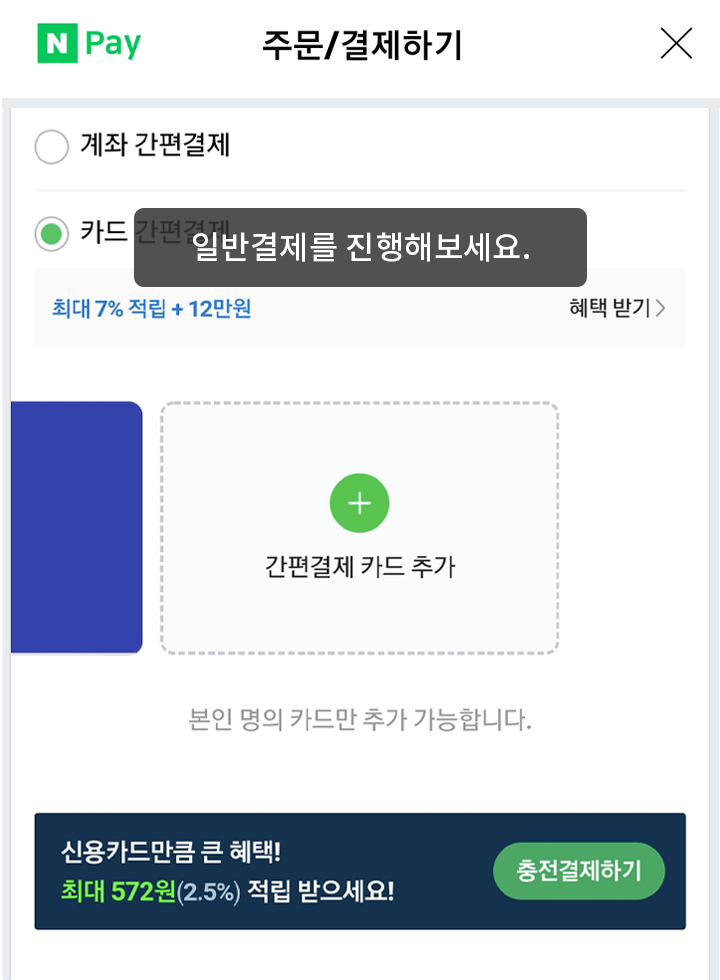 N Pay 주문/결제하기
계좌 간편결제
카드 간편결제
일반결제를 진행해보세요.
최대 7% 적립 + 12만원 혜택 받기
간편결제 카드 추가
본인 명의 카드만 추가 가능합니다.
신용카드만큼 큰 혜택!
최대 572원(2.5%) 적립 받으세요!
충전결제하기